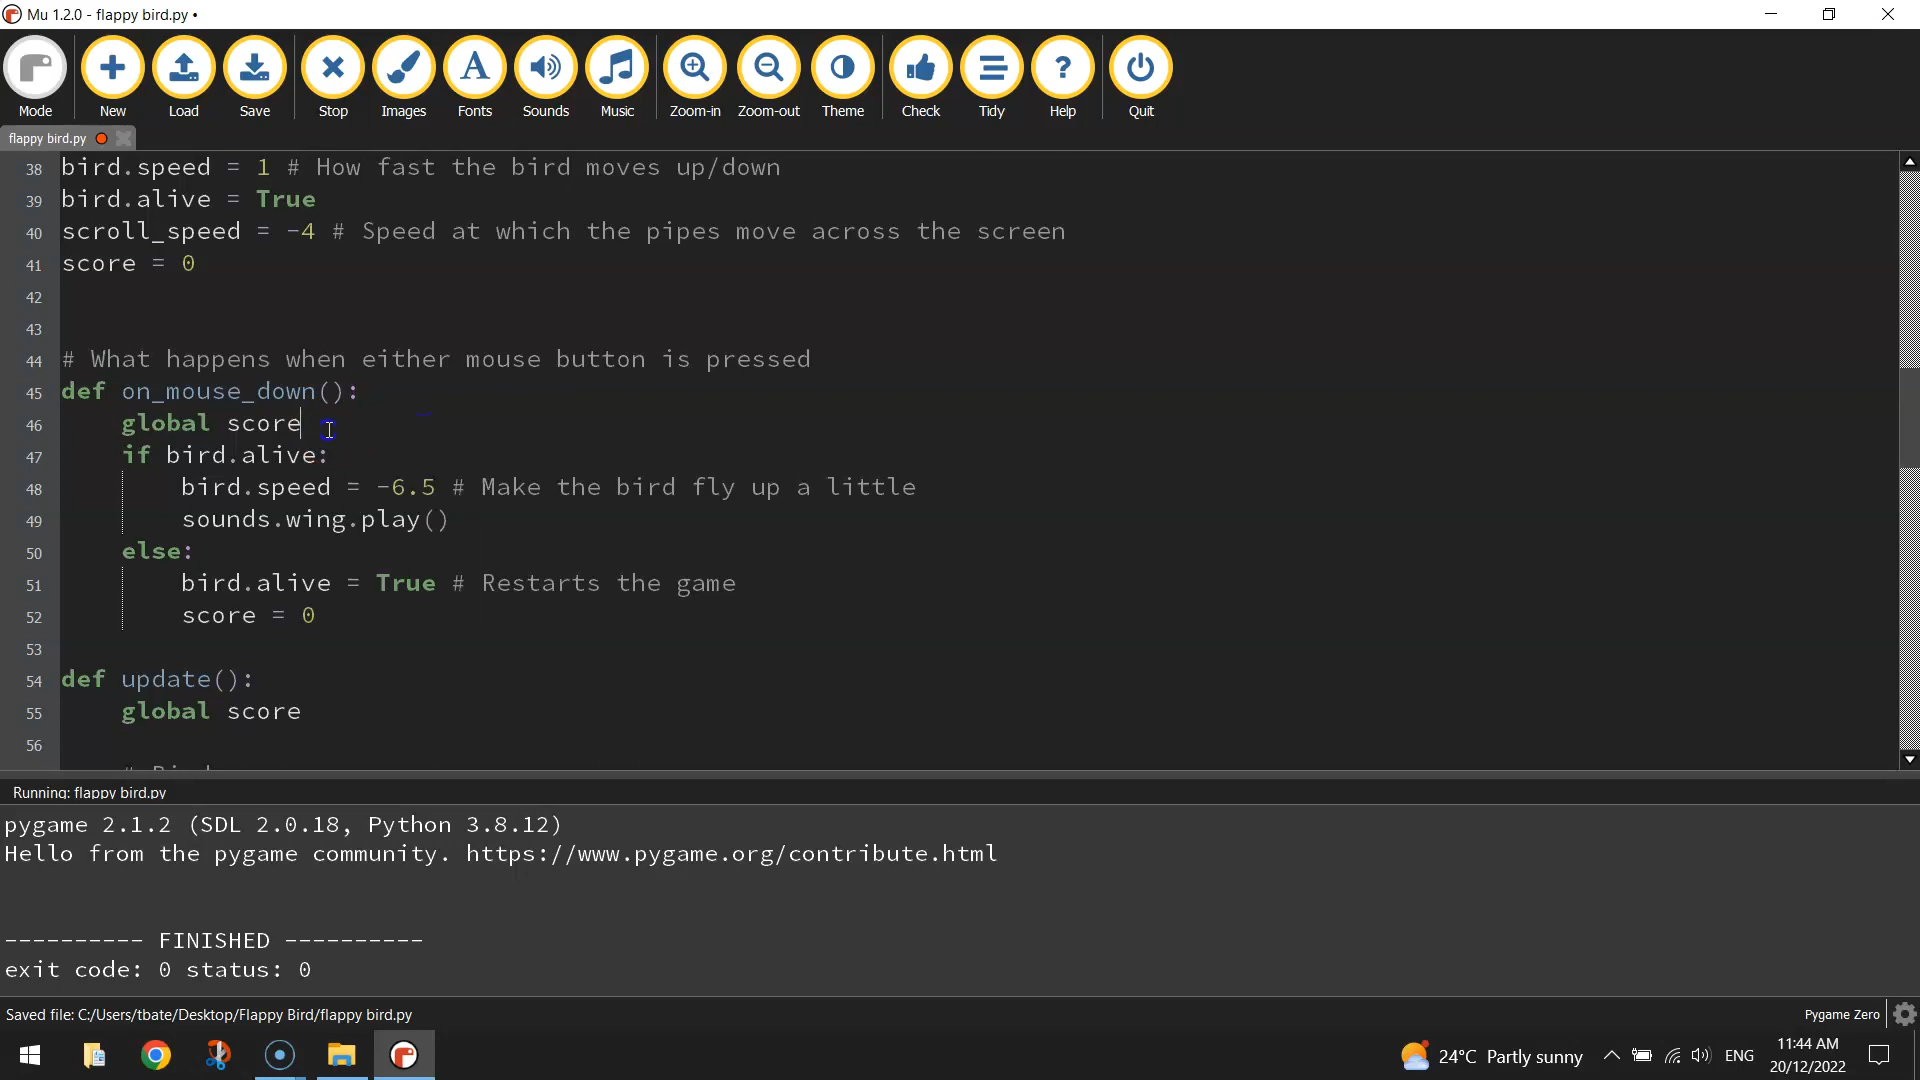 Mu 1.2.0 - flappy bird.py •
Mode New Load Save Stop Images Fonts Sounds Music Zoom-in Zoom-out Theme Check Tidy Help Quit
flappy bird.py
38 bird.speed = 1 # How fast the bird moves up/down
39 bird.alive = True
40 scroll_speed = -4 # Speed at which the pipes move across the screen
41 score = 0
42
43
44 # What happens when either mouse button is pressed
45 def on_mouse_down():
46 global score
47 if bird.alive:
48 bird.speed = -6.5 # Make the bird fly up a little
49 sounds.wing.play()
50 else:
51 bird.alive = True # Restarts the game
52 score = 0
53
54 def update():
55 global score
56
Running: flappy bird.py
pygame 2.1.2 (SDL 2.0.18, Python 3.8.12)
Hello from the pygame community. https://www.pygame.org/contribute.html
---------- FINISHED ----------
exit code: 0 status: 0
Saved file: C:/Users/tbate/Desktop/Flappy Bird/flappy bird.py
Pygame Zero
24°C Partly sunny
ENG
11:44 AM
20/12/2022